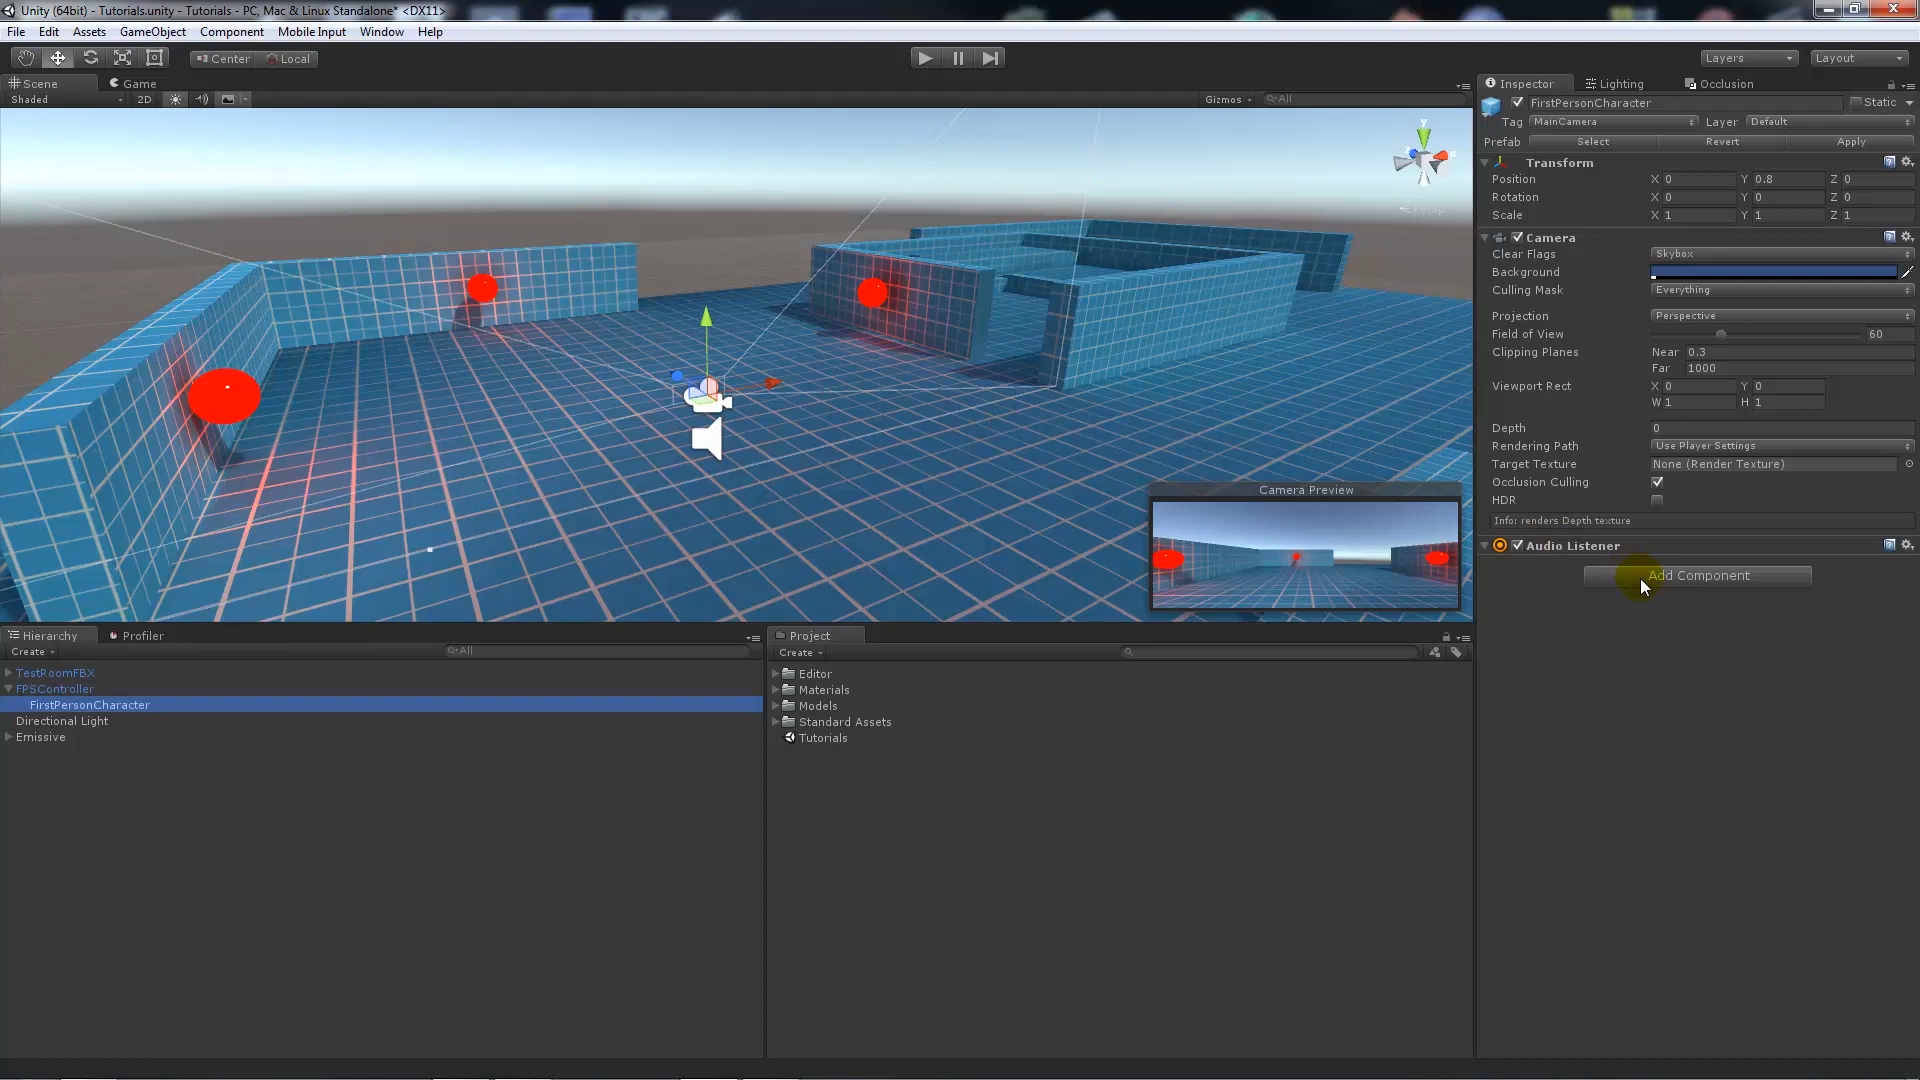 Unity (64bit) - Tutorials.unity - Tutorials - PC, Mac & Linux Standalone* <DX11>
File Edit Assets GameObject Component Mobile Input Window Help
Center Local Layers Layout
Scene Game
Shaded 2D Gizmos All
y
x
Persp
Camera Preview
Hierarchy Profiler
Create All
TestRoomFBX
FPSController
FirstPersonCharacter
Directional Light
Emissive
Project
Create
Editor
Materials
Models
Standard Assets
Tutorials
Inspector Lighting Occlusion
FirstPersonCharacter Static
Tag MainCamera Layer Default
Prefab Select Revert Apply
Transform
Position X 0 Y 0.8 Z 0
Rotation X 0 Y 0 Z 0
Scale X 1 Y 1 Z 1
Camera
Clear Flags Skybox
Background
Culling Mask Everything
Projection Perspective
Field of View 60
Clipping Planes Near 0.3
Far 1000
Viewport Rect X 0 Y 0
W 1 H 1
Depth 0
Rendering Path Use Player Settings
Target Texture None (Render Texture)
Occlusion Culling
HDR
Info: renders Depth texture
Audio Listener
Add Component